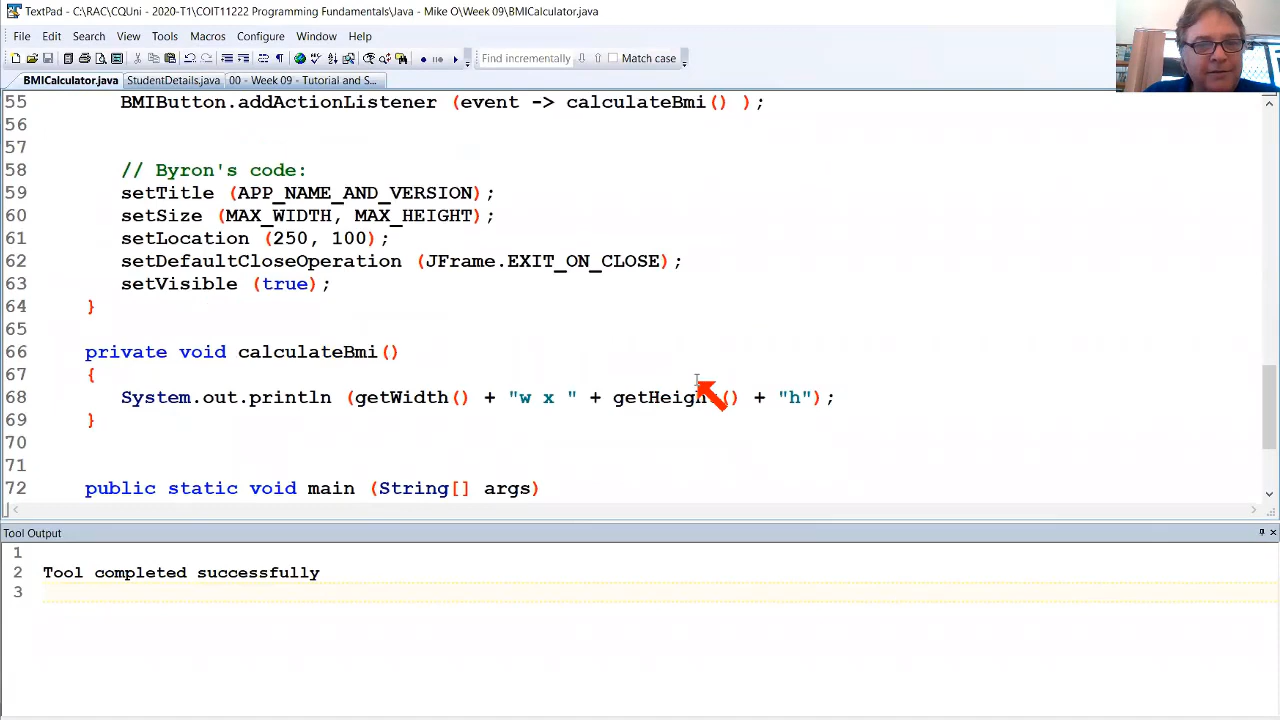 TextPad - C:\RAC\CQUni - 2020-T1\COIT11222 Programming Fundamentals\Java - Mike O\Week 09\BMICalculator.java
File Edit Search View Tools Macros Configure Window Help
Find incrementally Match case
BMICalculator.java StudentDetails.java 00 - Week 09 - Tutorial and S...
55 BMIButton.addActionListener (event -> calculateBmi() );
56
57
58 // Byron's code:
59 setTitle (APP_NAME_AND_VERSION);
60 setSize (MAX_WIDTH, MAX_HEIGHT);
61 setLocation (250, 100);
62 setDefaultCloseOperation (JFrame.EXIT_ON_CLOSE);
63 setVisible (true);
64 }
65
66 private void calculateBmi()
67 {
68 System.out.println (getWidth() + "w x " + getHeight() + "h");
69 }
70
71
72 public static void main (String[] args)
Tool Output
1
2 Tool completed successfully
3